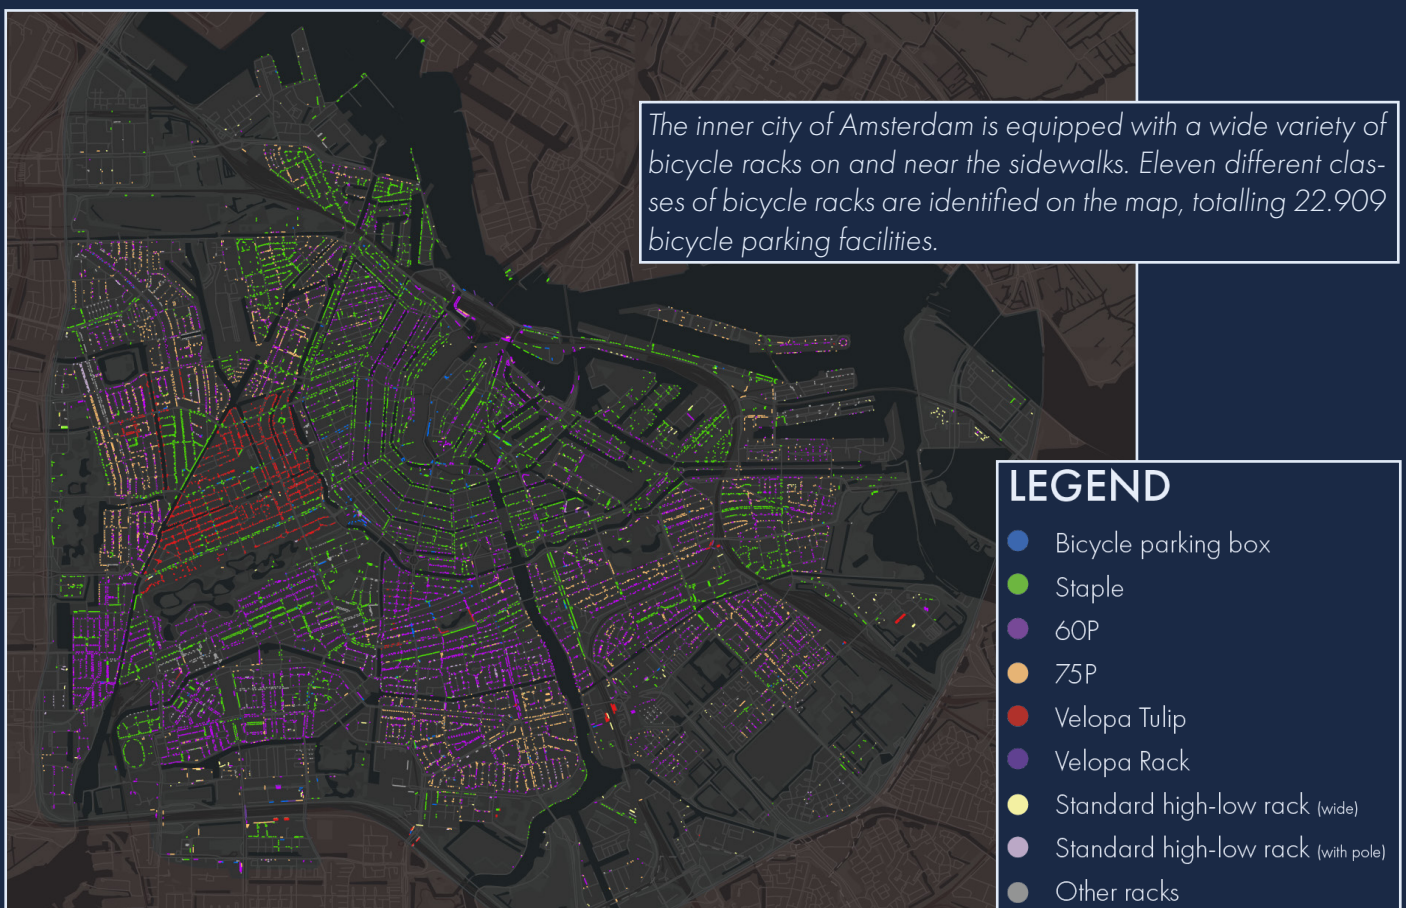 The inner city of Amsterdam is equipped with a wide variety of
bicycle racks on and near the sidewalks. Eleven different clas-
ses of bicycle racks are identified on the map, totalling 22.909
bicycle parking facilities.
LEGEND
Bicycle parking box
Staple
60P
75P
Velopa Tulip
Velopa Rack
Standard high-low rack (wide)
Standard high-low rack (with pole)
Other racks